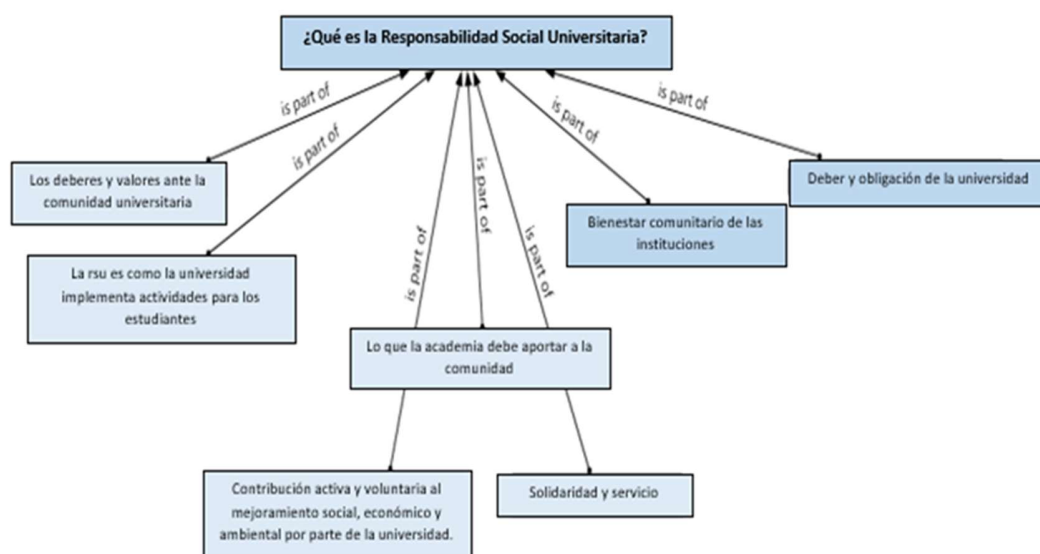 ¿Qué es la Responsabilidad Social Universitaria?
is part of
is part of
is part of
is part of
is part of
is part of
is part of
Los deberes y valores ante la
comunidad universitaria
Deber y obligación de la universidad
Bienestar comunitario de las
instituciones
La rsu es como la universidad
implementa actividades para los
estudiantes
Lo que la academia debe aportar a la
comunidad
Contribución activa y voluntaria al
mejoramiento social, económico y
ambiental por parte de la universidad.
Solidaridad y servicio